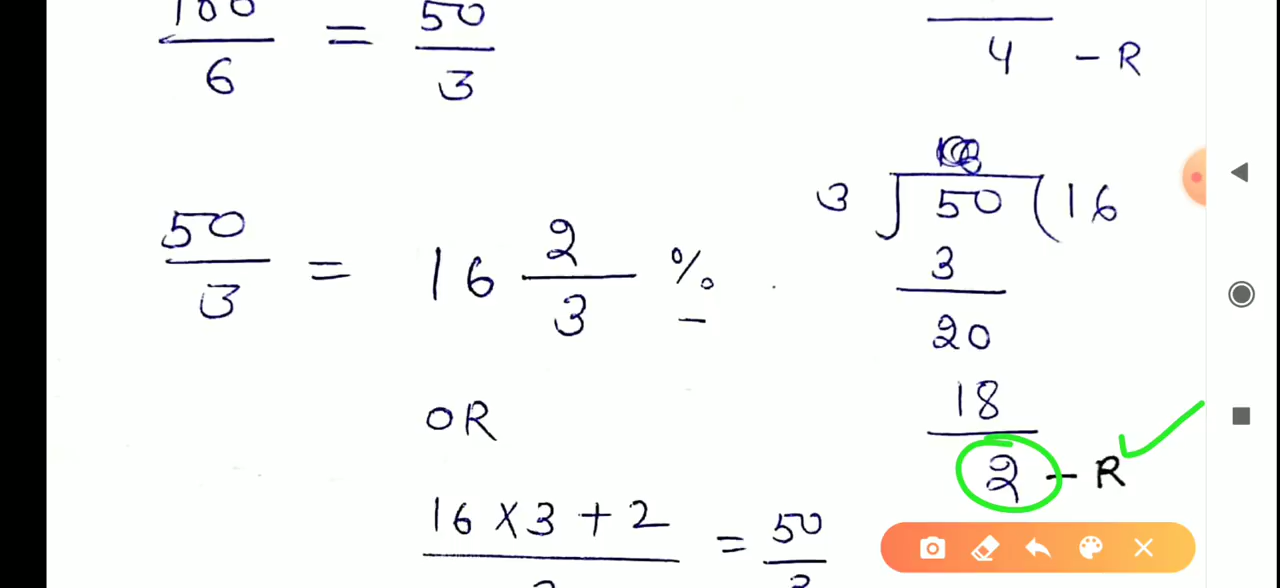 100/6 = 50/3
4 - R
50/3 = 16 2/3 %
3 √ 50 ( 16
3
20
18
2 - R
OR
16 × 3 + 2 = 50/3